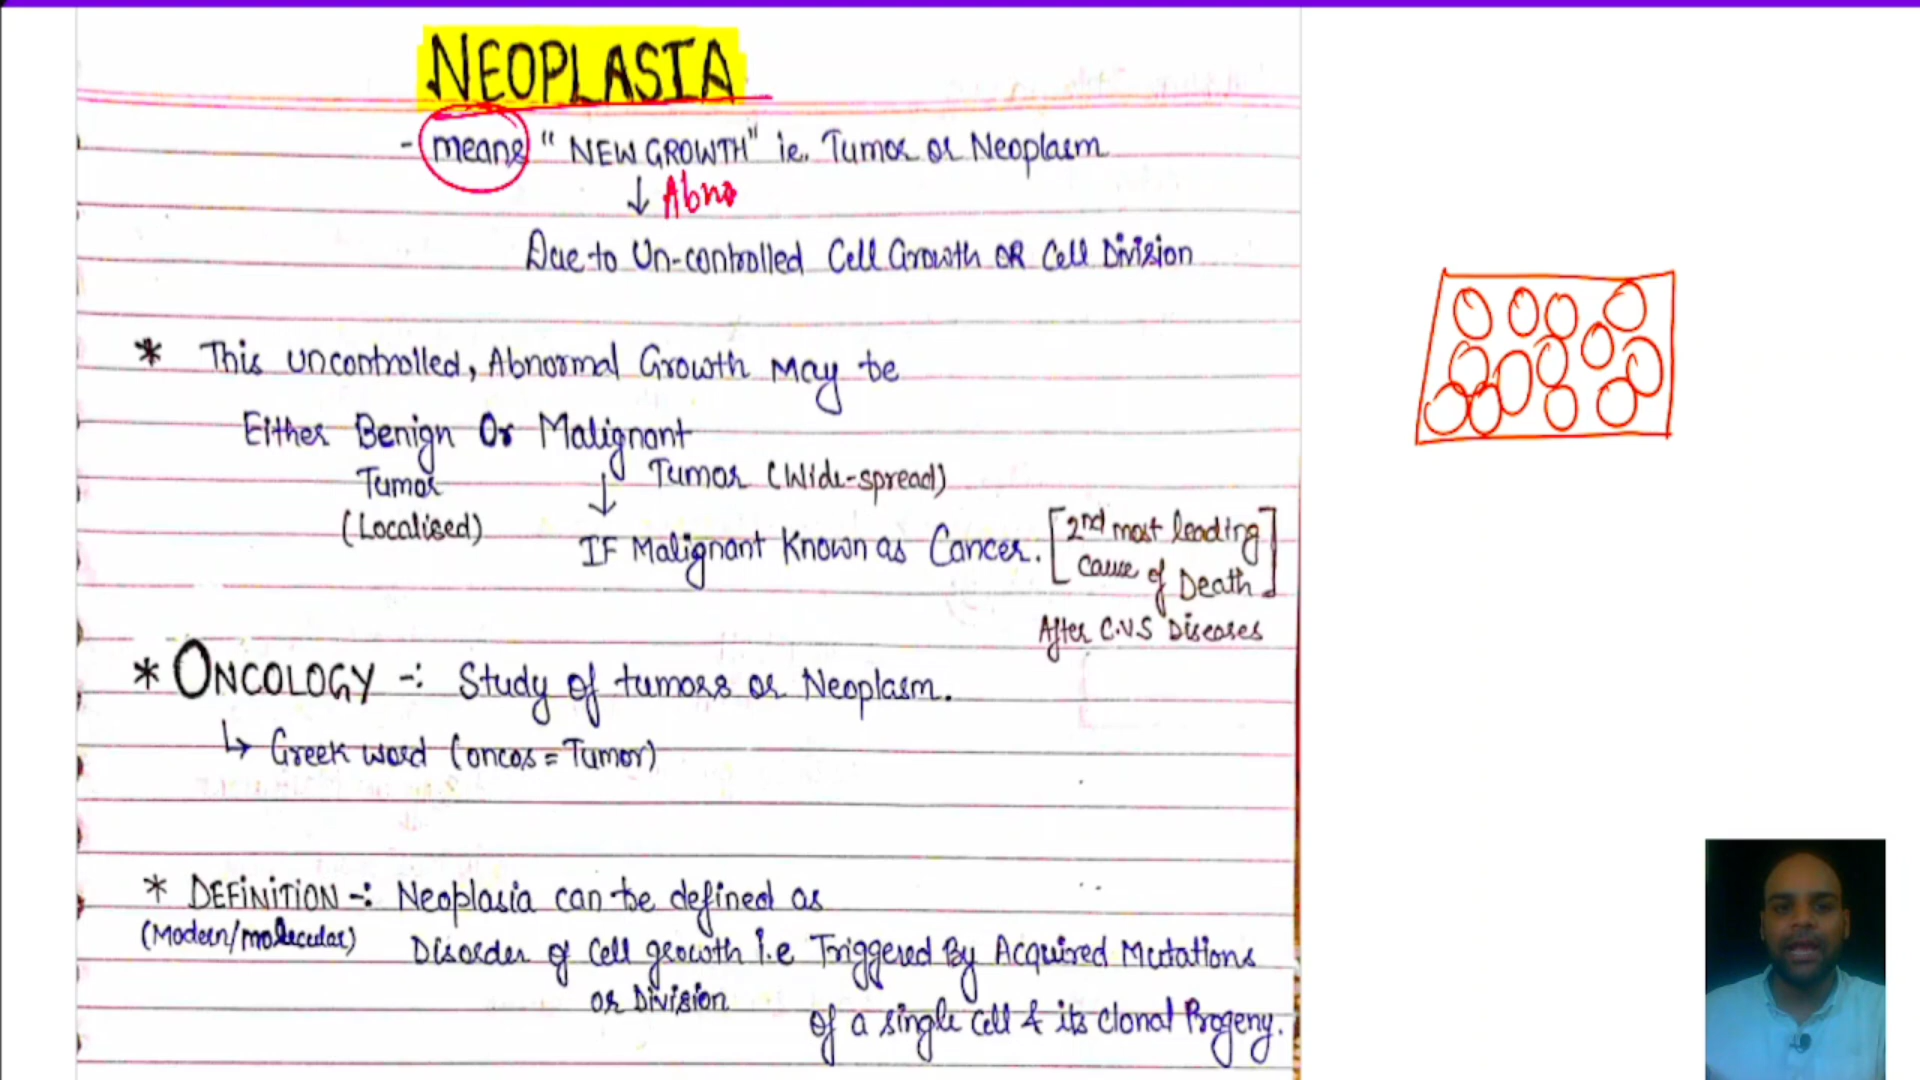 NEOPLASIA
- means "NEW GROWTH" ie. Tumor or Neoplasm
↓ Abno
Due to Un-controlled Cell Growth OR Cell Division
* This uncontrolled, Abnormal Growth May be
Either Benign Or Malignant
Tumor
(Localised)
↓ Tumor (Wide-spread)
IF Malignant Known as Cancer. [2nd most leading
cause of Death]
After C.V.S Diseases
* ONCOLOGY -: Study of tumors or Neoplasm.
↳ Greek word (oncos = Tumor)
* DEFINITION -: Neoplasia can be defined as
(Modern/molecular)
Disorder of Cell growth i.e Triggered By Acquired Mutations
or Division
of a single cell & its clonal Progeny.